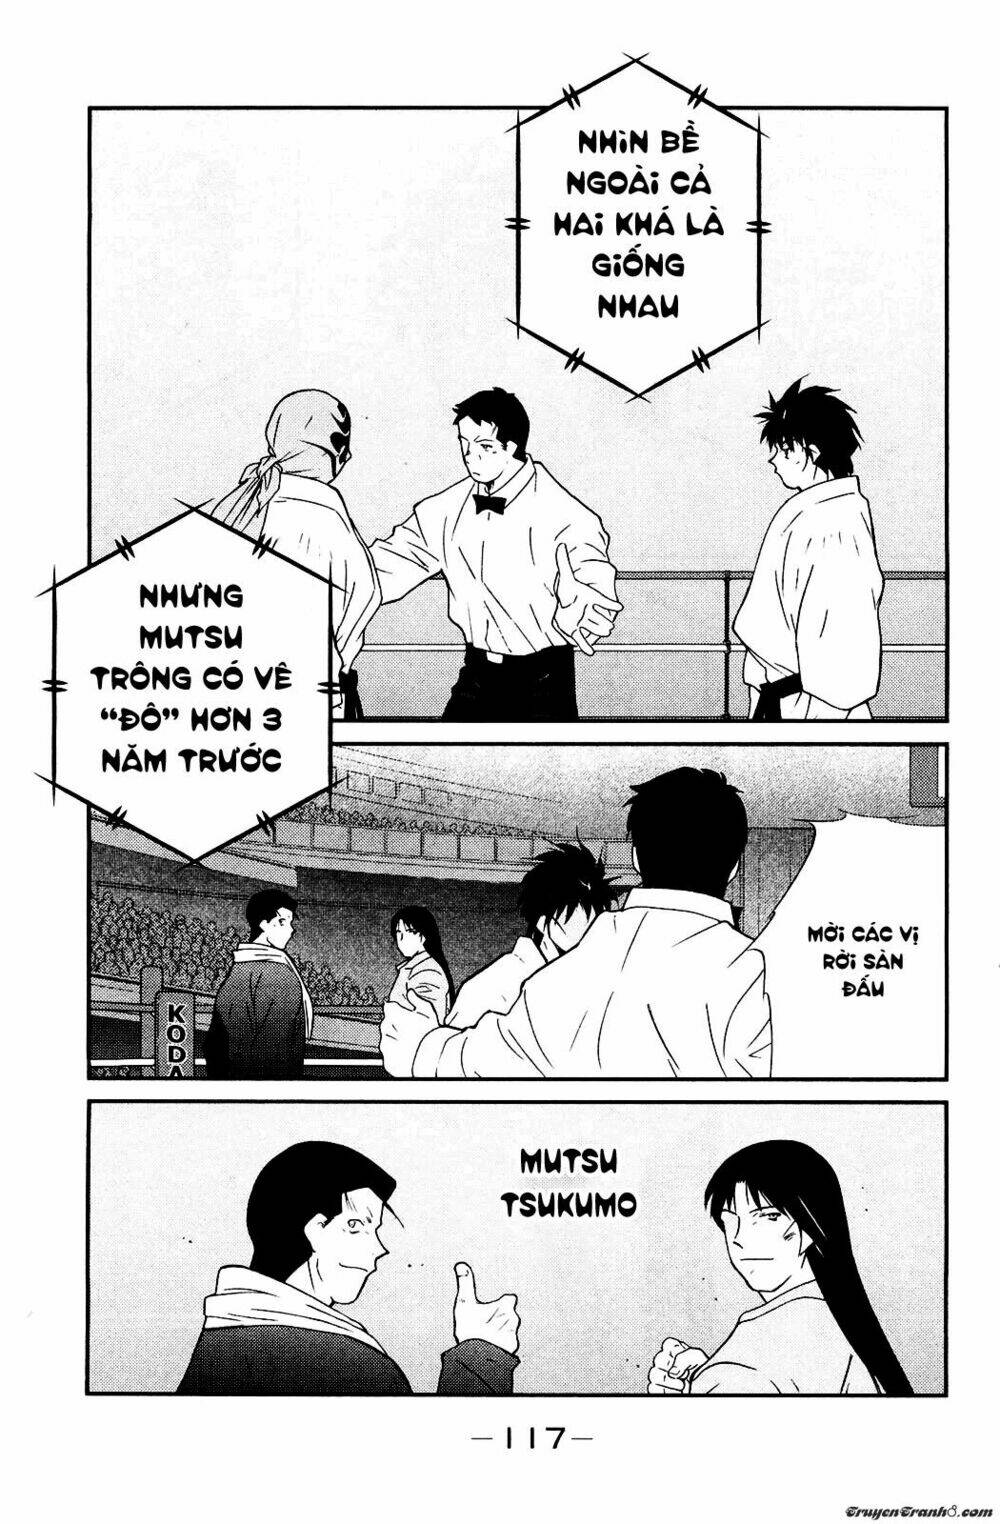 NHÌN BỀ
NGOÀI CẢ
HAI KHÁ LÀ
GIỐNG
NHAU
NHƯNG
MUTSU
TRÔNG CÓ VÊ
“ĐÔ” HƠN 3
NĂM TRƯỚC
MỜI CÁC VỊ
RỜI SÀN
ĐẤU
KODA
MUTSU
TSUKUMO
—117—
TruyenTranh8.com